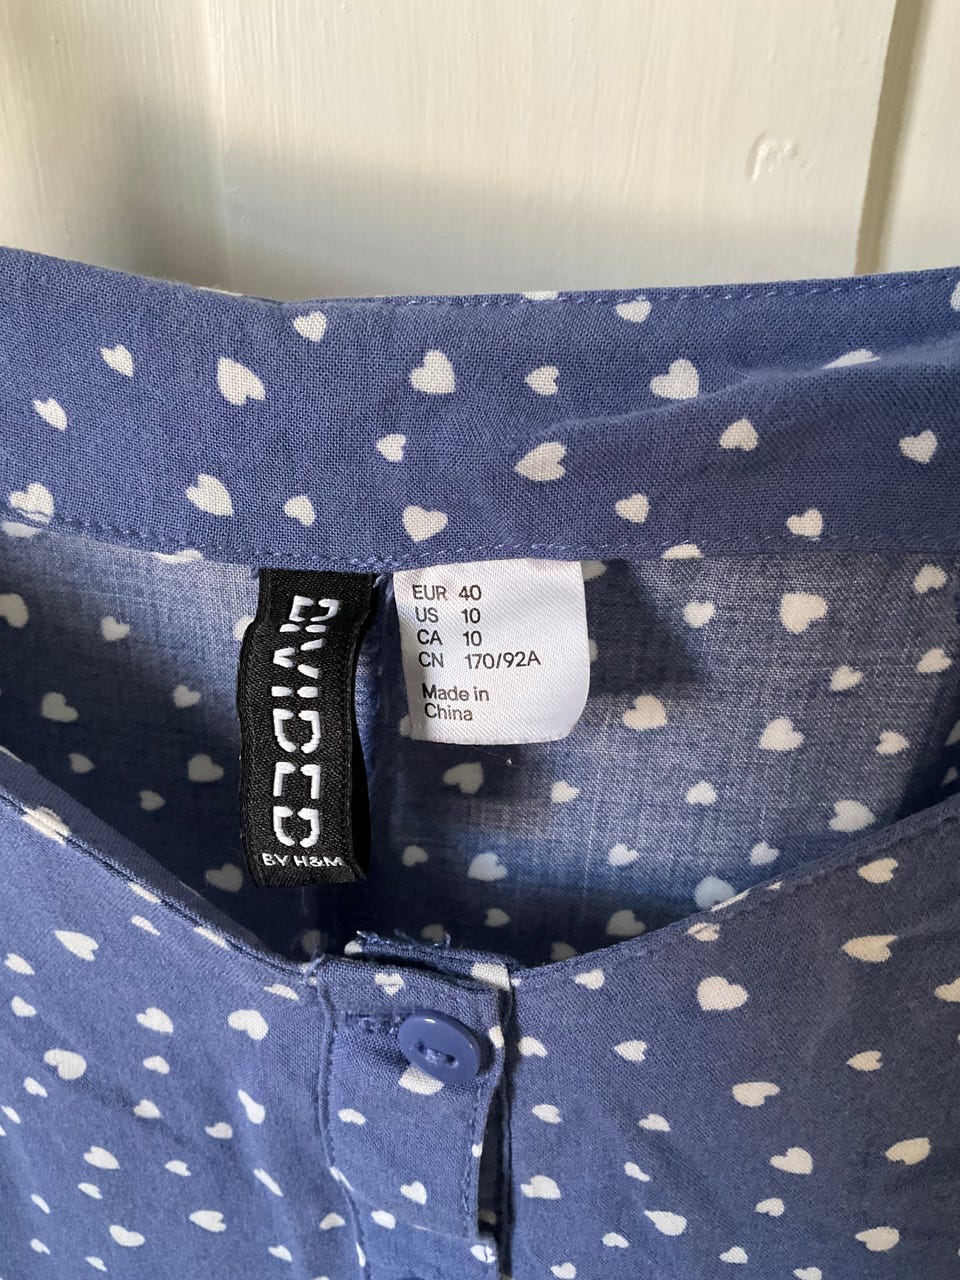 DIVIDED
BY H&M
EUR 40
US 10
CA 10
CN 170/92A
Made in
China